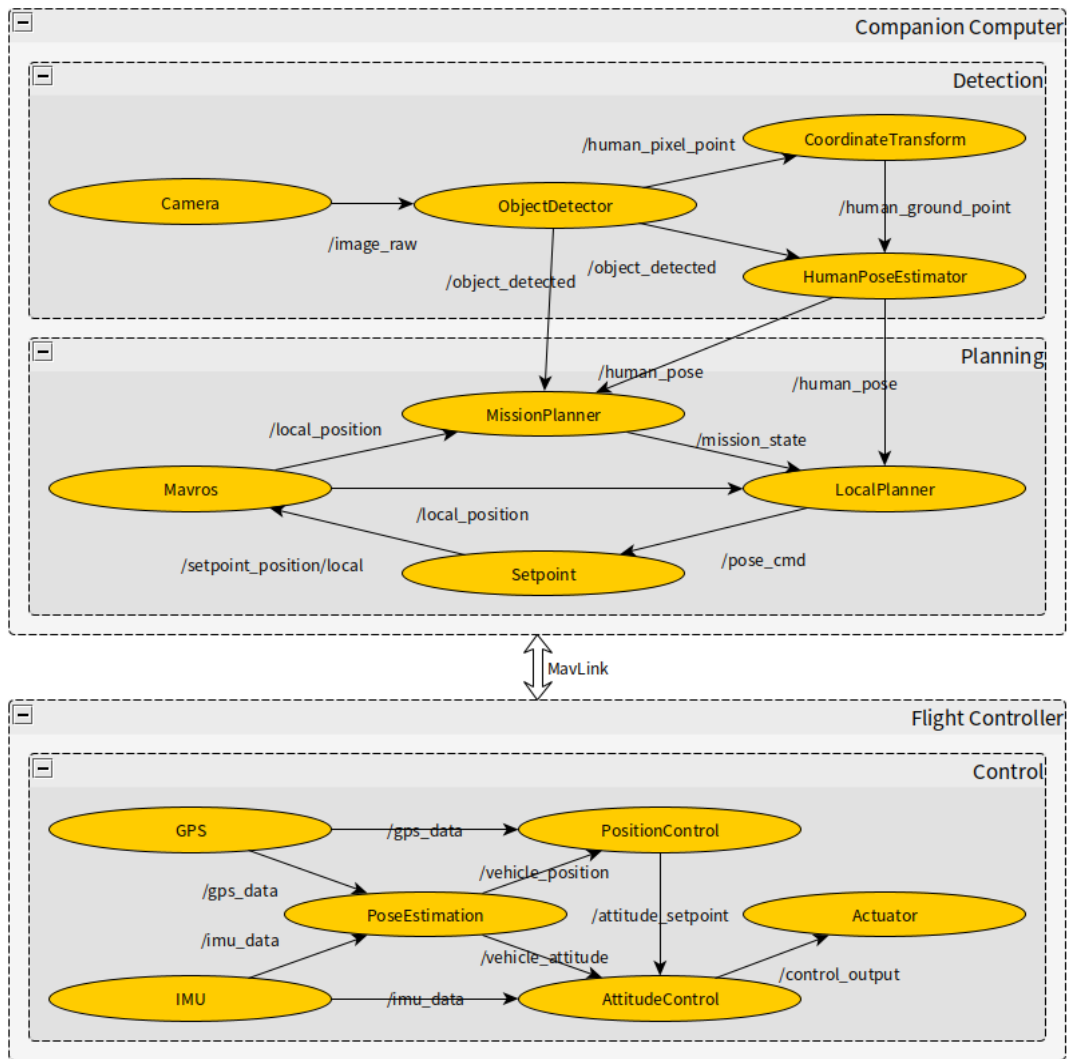 Companion Computer
Detection
CoordinateTransform
/human_pixel_point
Camera
ObjectDetector
/human_ground_point
/image_raw
/object_detected
/object_detected
HumanPoseEstimator
Planning
/human_pose
/human_pose
MissionPlanner
/local_position
/mission_state
Mavros
LocalPlanner
/local_position
/setpoint_position/local
Setpoint
/pose_cmd
MavLink
Flight Controller
Control
GPS
/gps_data
PositionControl
/vehicle_position
/gps_data
PoseEstimation
/attitude_setpoint
Actuator
/imu_data
/vehicle_attitude
/control_output
IMU
/imu_data
AttitudeControl